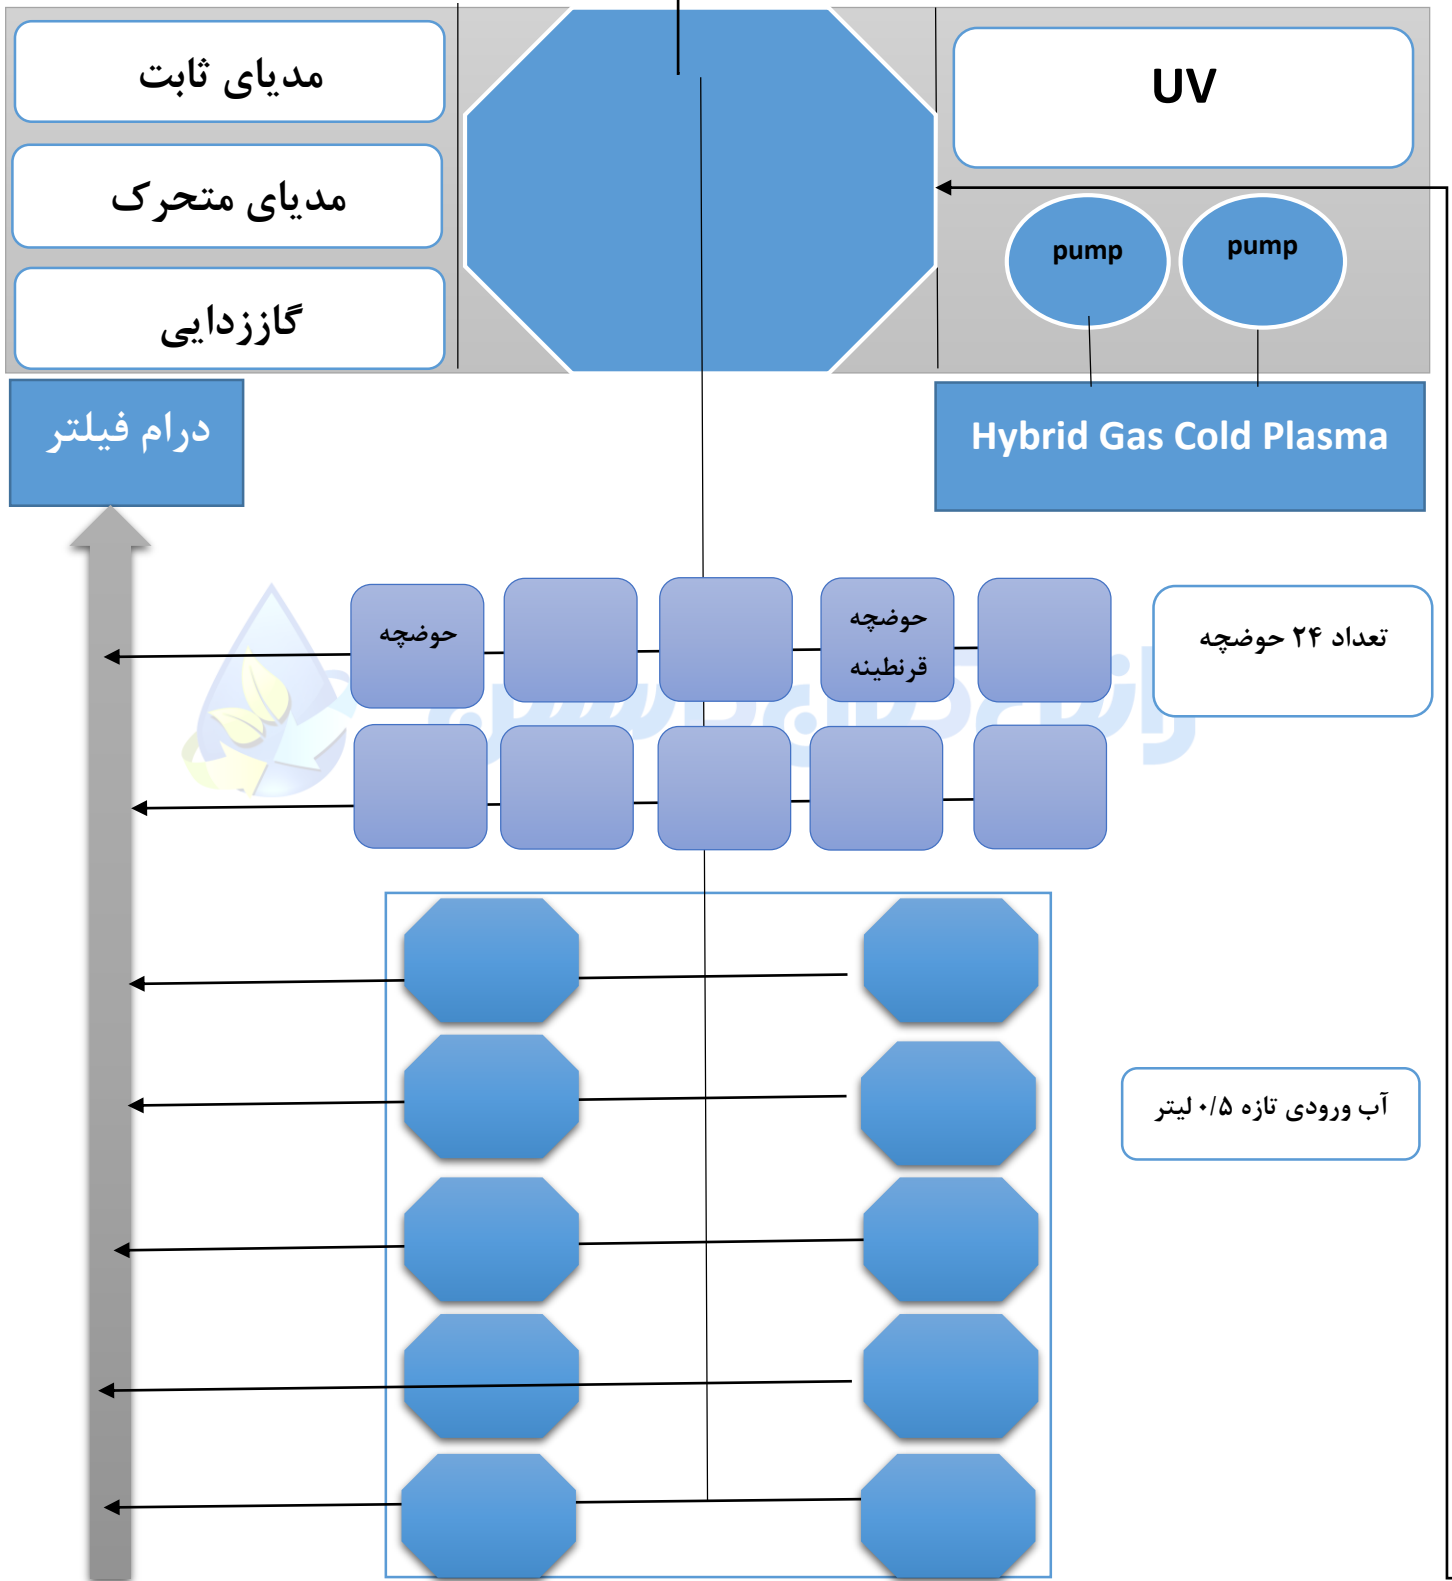 مدیای ثابت
UV
مدیای متحرک
pump
pump
گاززدایی
درام فیلتر
Hybrid Gas Cold Plasma
حوضچه
حوضچه
قرنطینه
تعداد ۲۴ حوضچه
آب ورودی تازه ۰/۵ لیتر